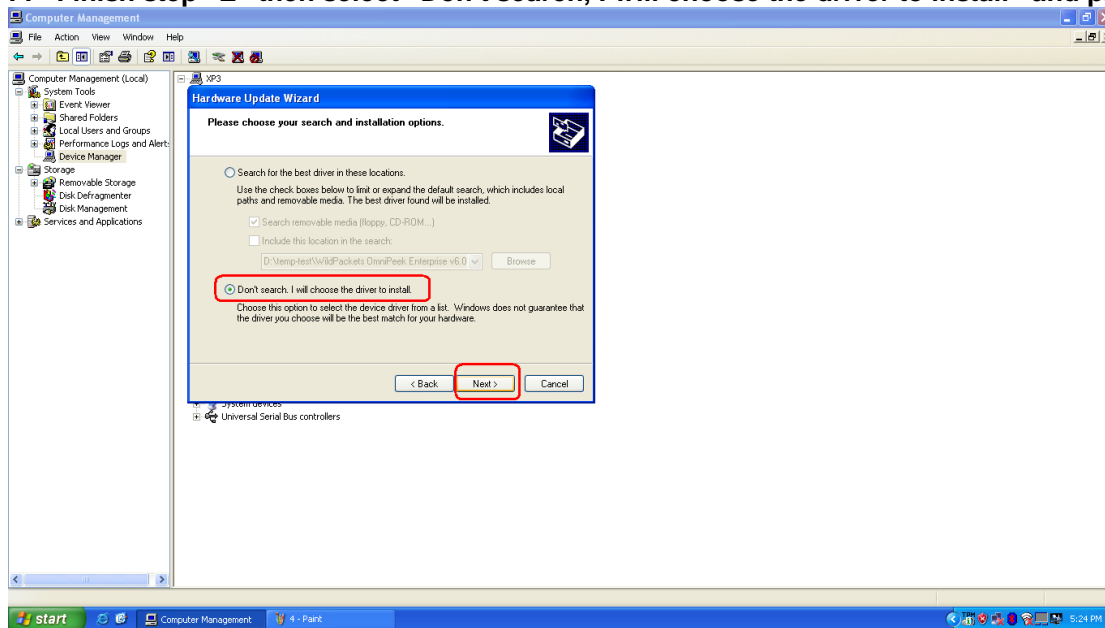 Computer Management
File Action View Window Help
Computer Management (Local)
System Tools
Event Viewer
Shared Folders
Local Users and Groups
Performance Logs and Alert:
Device Manager
Storage
Removable Storage
Disk Defragmenter
Disk Management
Services and Applications
XP3
Hardware Update Wizard
Please choose your search and installation options.
Search for the best driver in these locations.
Use the check boxes below to limit or expand the default search, which includes local
paths and removable media. The best driver found will be installed.
Search removable media (floppy, CD-ROM...)
Include this location in the search:
D:\temp-test\WildPackets OmniPeek Enterprise v6.0
Browse
Don't search. I will choose the driver to install.
Choose this option to select the device driver from a list. Windows does not guarantee that
the driver you choose will be the best match for your hardware.
< Back Next > Cancel
System devices
Universal Serial Bus controllers
start
Computer Management
4 - Paint
5:24 PM